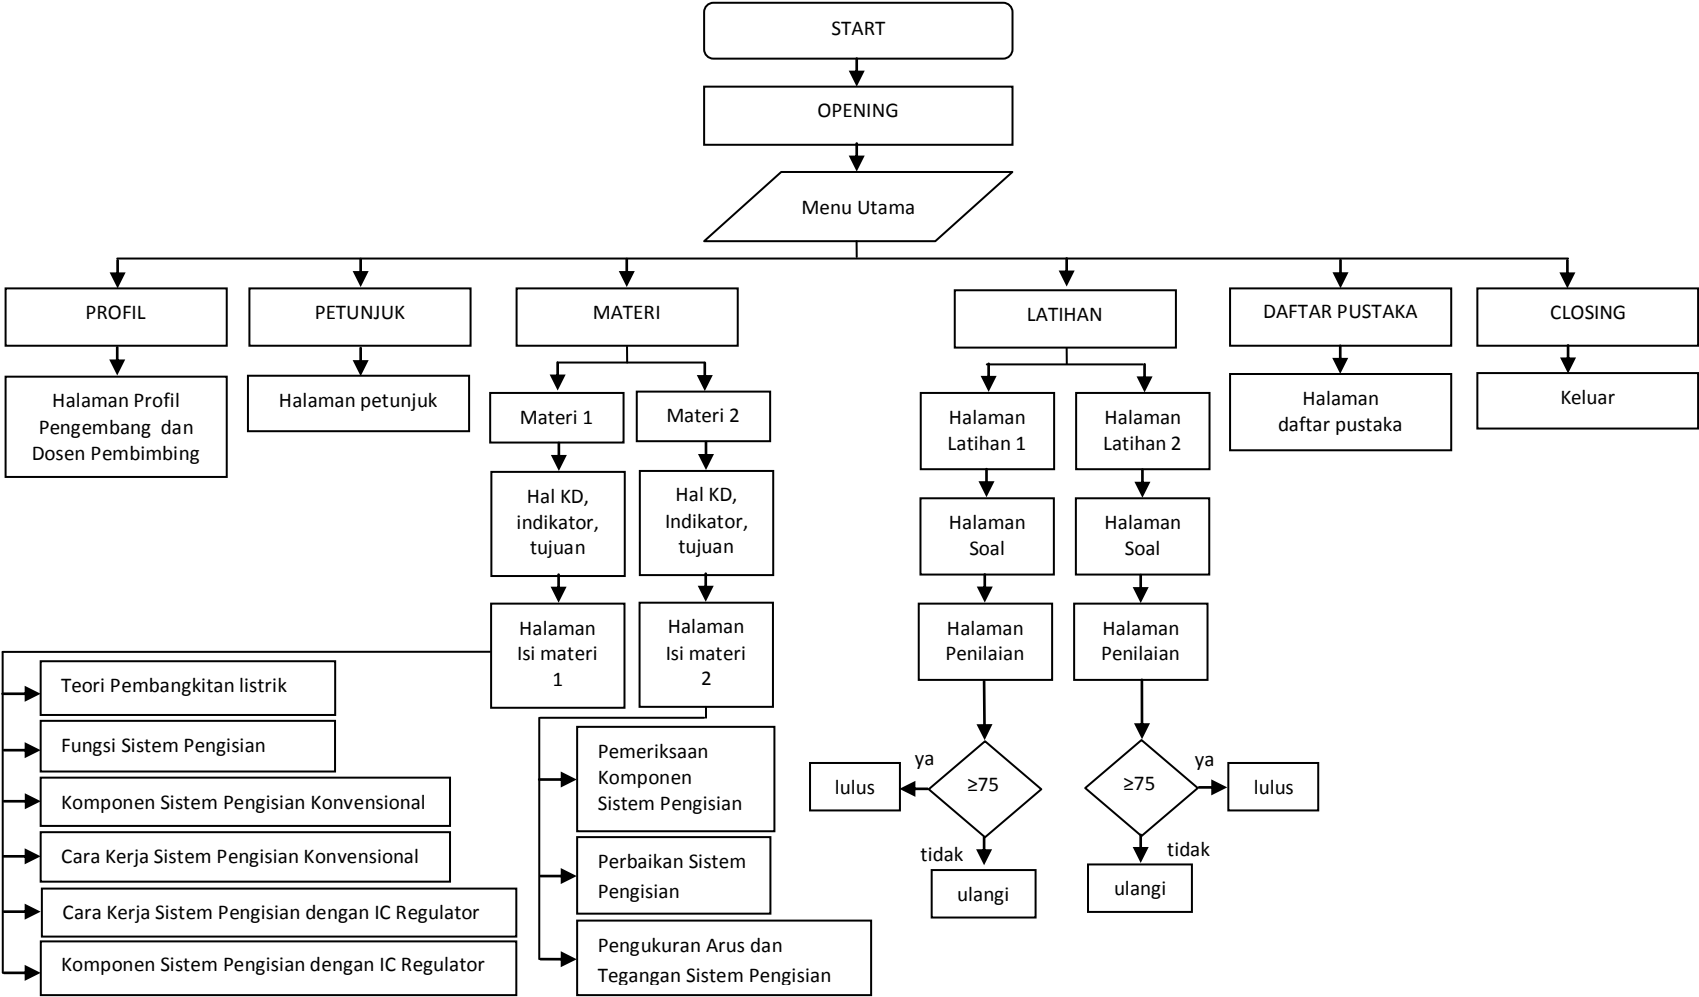 START
OPENING
Menu Utama
PROFIL
PETUNJUK
MATERI
LATIHAN
DAFTAR PUSTAKA
CLOSING
Halaman Profil
Pengembang dan
Dosen Pembimbing
Halaman petunjuk
Materi 1
Materi 2
Halaman
Latihan 1
Halaman
Latihan 2
Halaman
daftar pustaka
Keluar
Hal KD,
indikator,
tujuan
Hal KD,
Indikator,
tujuan
Halaman
Soal
Halaman
Soal
Halaman
Isi materi
1
Halaman
Isi materi
2
Halaman
Penilaian
Halaman
Penilaian
Teori Pembangkitan listrik
Fungsi Sistem Pengisian
Komponen Sistem Pengisian Konvensional
Cara Kerja Sistem Pengisian Konvensional
Cara Kerja Sistem Pengisian dengan IC Regulator
Komponen Sistem Pengisian dengan IC Regulator
Pemeriksaan
Komponen
Sistem Pengisian
Perbaikan Sistem
Pengisian
Pengukuran Arus dan
Tegangan Sistem Pengisian
≥75
ya
lulus
tidak
ulangi
≥75
ya
lulus
tidak
ulangi